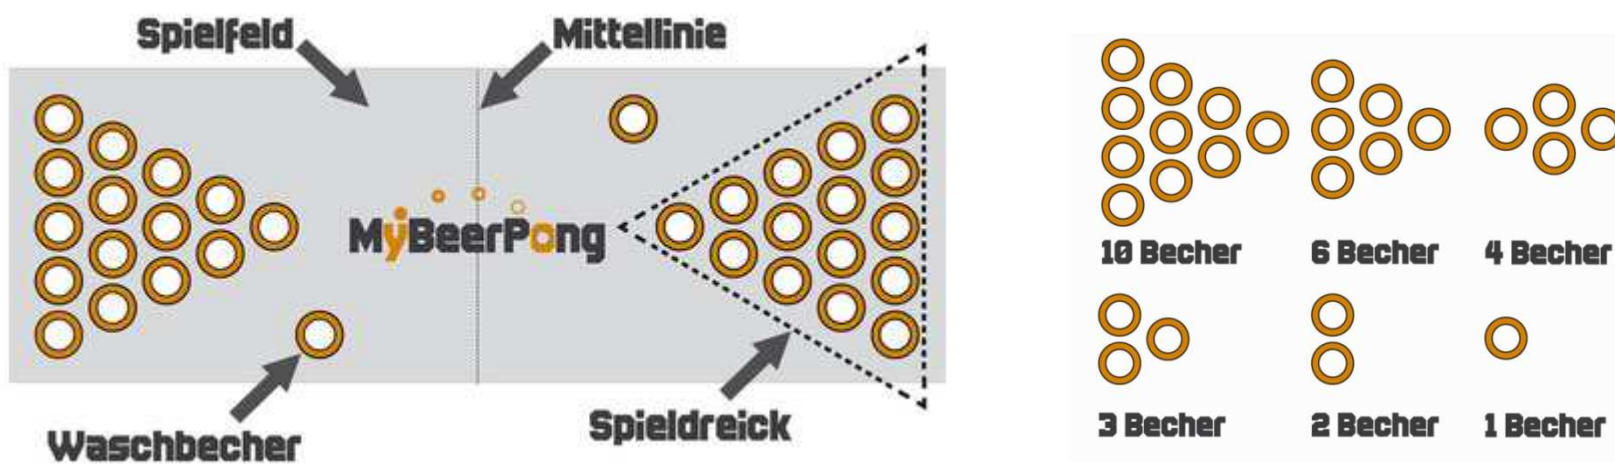 Spielfeld
Mittellinie
MyBeerPong
Waschbecher
Spieldreick
10 Becher
6 Becher
4 Becher
3 Becher
2 Becher
1 Becher